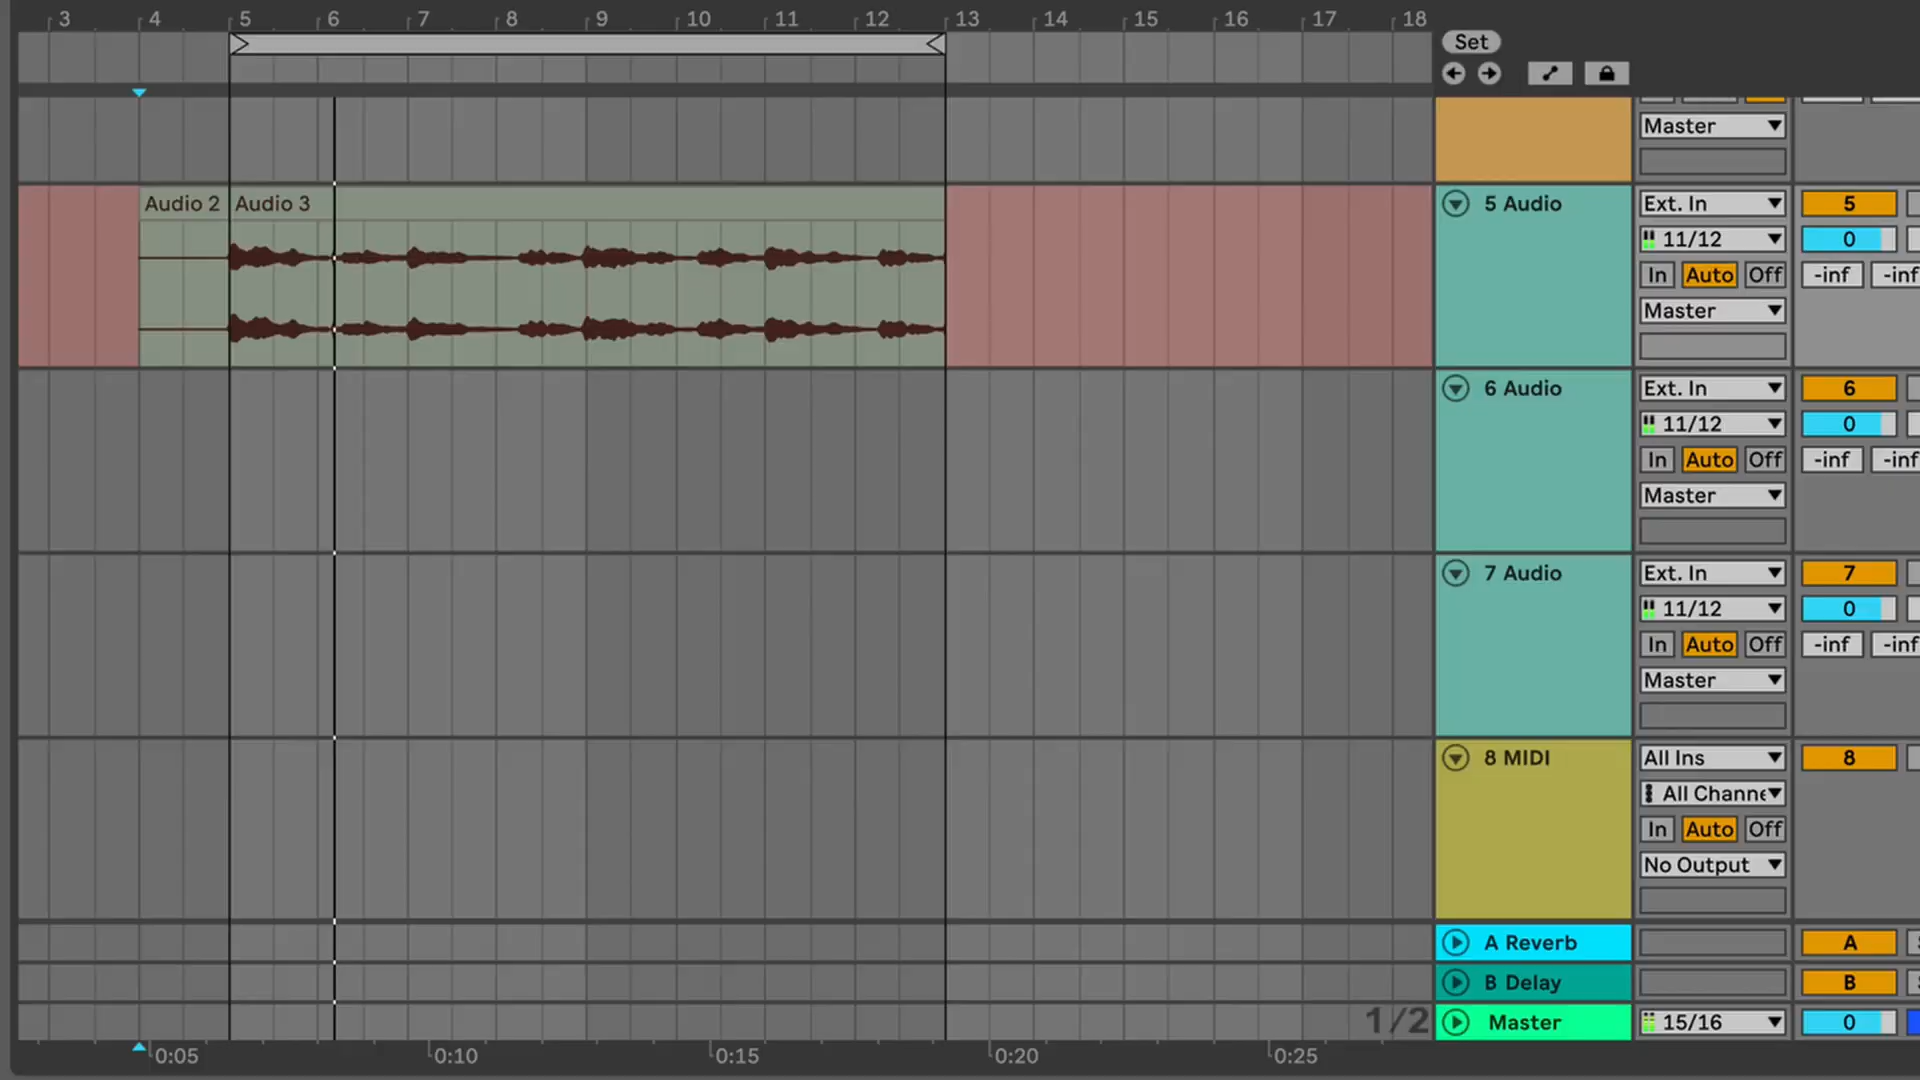 3 4 5 6 7 8 9 10 11 12 13 14 15 16 17 18
Set
Master
Audio 2 Audio 3
5 Audio Ext. In 5
11/12 0
In Auto Off -inf -inf
Master
6 Audio Ext. In 6
11/12 0
In Auto Off -inf -inf
Master
7 Audio Ext. In 7
11/12 0
In Auto Off -inf -inf
Master
8 MIDI All Ins 8
All Channe
In Auto Off
No Output
A Reverb A
B Delay B
1/2 Master 15/16 0
0:05 0:10 0:15 0:20 0:25